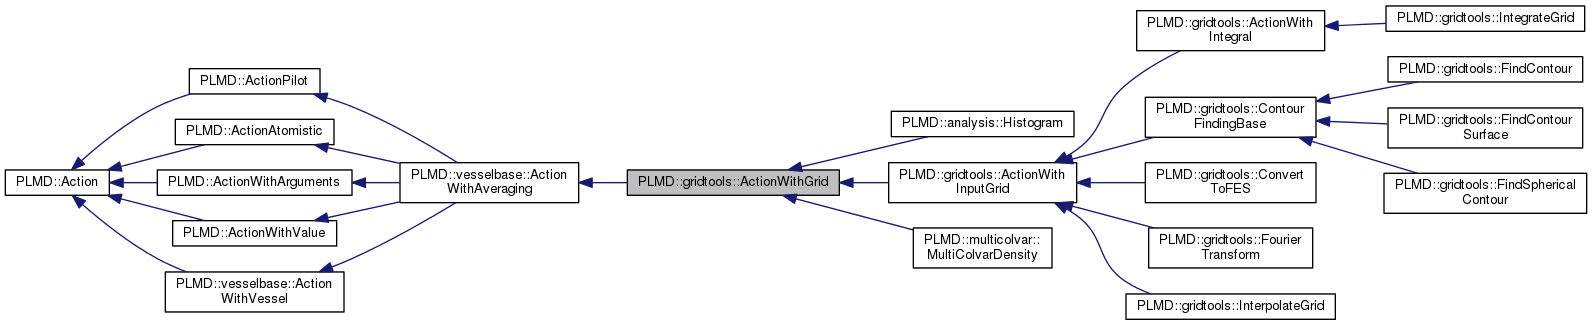 PLMD::Action
PLMD::ActionPilot
PLMD::ActionAtomistic
PLMD::ActionWithArguments
PLMD::ActionWithValue
PLMD::vesselbase::Action
WithVessel
PLMD::vesselbase::Action
WithAveraging
PLMD::gridtools::ActionWithGrid
PLMD::analysis::Histogram
PLMD::gridtools::ActionWith
InputGrid
PLMD::multicolvar::
MultiColvarDensity
PLMD::gridtools::ActionWith
Integral
PLMD::gridtools::Contour
FindingBase
PLMD::gridtools::Convert
ToFES
PLMD::gridtools::Fourier
Transform
PLMD::gridtools::InterpolateGrid
PLMD::gridtools::IntegrateGrid
PLMD::gridtools::FindContour
PLMD::gridtools::FindContour
Surface
PLMD::gridtools::FindSpherical
Contour